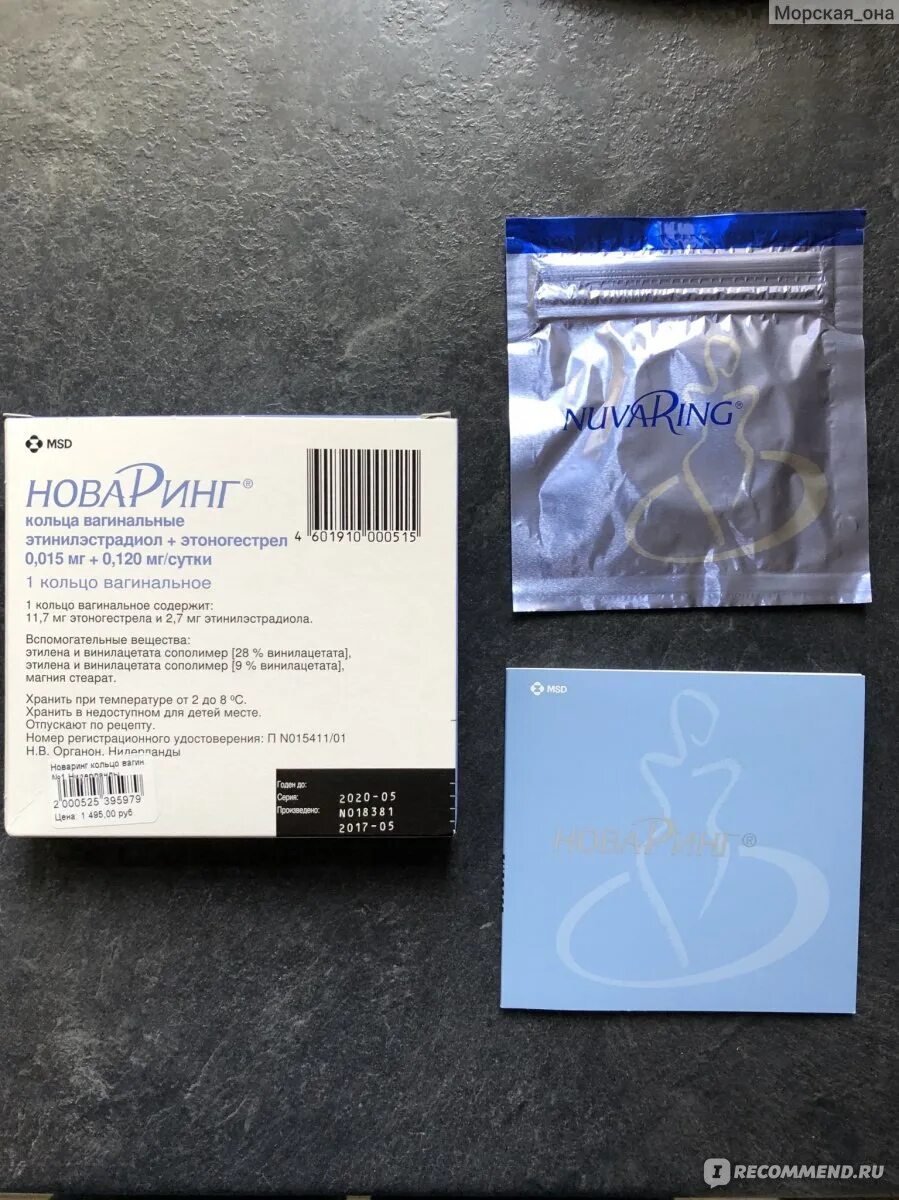 Морская_она
NUVARING®
MSD
НОВАРИНГ®
кольца вагинальные
этинилэстрадиол + этоногестрел
0,015 мг + 0,120 мг/сутки
1 кольцо вагинальное
4 601910 000515
1 кольцо вагинальное содержит:
11,7 мг этоногестрела и 2,7 мг этинилэстрадиола.
Вспомогательные вещества:
этилена и винилацетата сополимер [28 % винилацетата],
этилена и винилацетата сополимер [9 % винилацетата],
магния стеарат.
Хранить при температуре от 2 до 8 ºС.
Хранить в недоступном для детей месте.
Отпускают по рецепту.
Номер регистрационного удостоверения: П N015411/01
Н.В. Органон, Нидерланды
Новаринг кольцо вагин
№1 Нидерланды
2 000525 395979
Цена: 1 495,00 руб
Годен до:
Серия:
Произведено:
2020-05
N018381
2017-05
MSD
НОВАРИНГ®
IRECOMMEND.RU